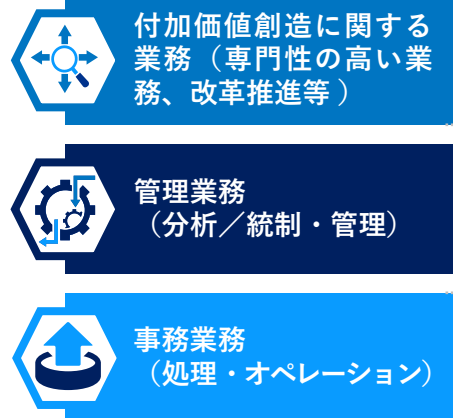 付加価値創造に関する
業務（専門性の高い業
務、改革推進等）
管理業務
（分析／統制・管理）
事務業務
（処理・オペレーション）